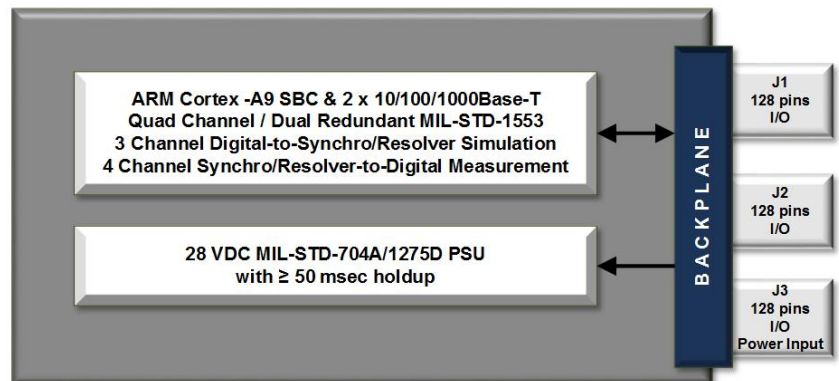 ARM Cortex -A9 SBC & 2 x 10/100/1000Base-T
Quad Channel / Dual Redundant MIL-STD-1553
3 Channel Digital-to-Synchro/Resolver Simulation
4 Channel Synchro/Resolver-to-Digital Measurement
28 VDC MIL-STD-704A/1275D PSU
with ≥ 50 msec holdup
BACKPLANE
J1
128 pins
I/O
J2
128 pins
I/O
J3
128 pins
I/O
Power Input